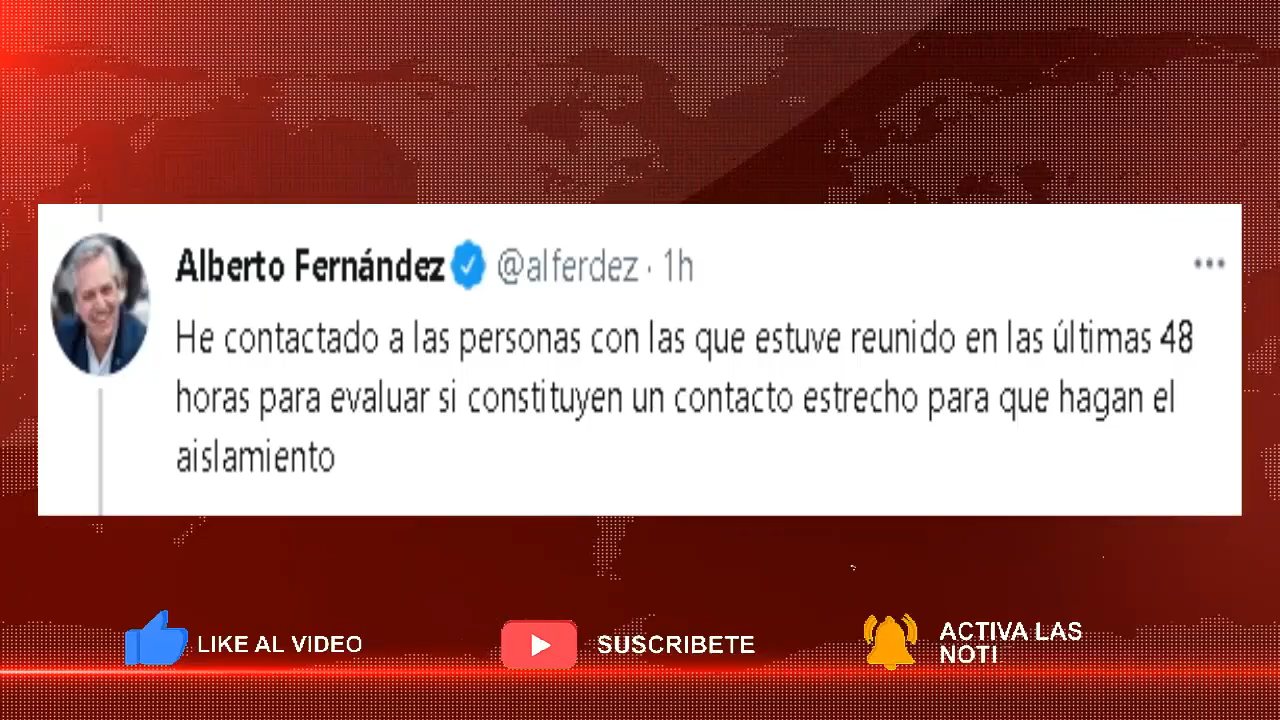 Alberto Fernández @alferdez · 1h
He contactado a las personas con las que estuve reunido en las últimas 48
horas para evaluar si constituyen un contacto estrecho para que hagan el
aislamiento
LIKE AL VIDEO
SUSCRIBETE
ACTIVA LAS
NOTI